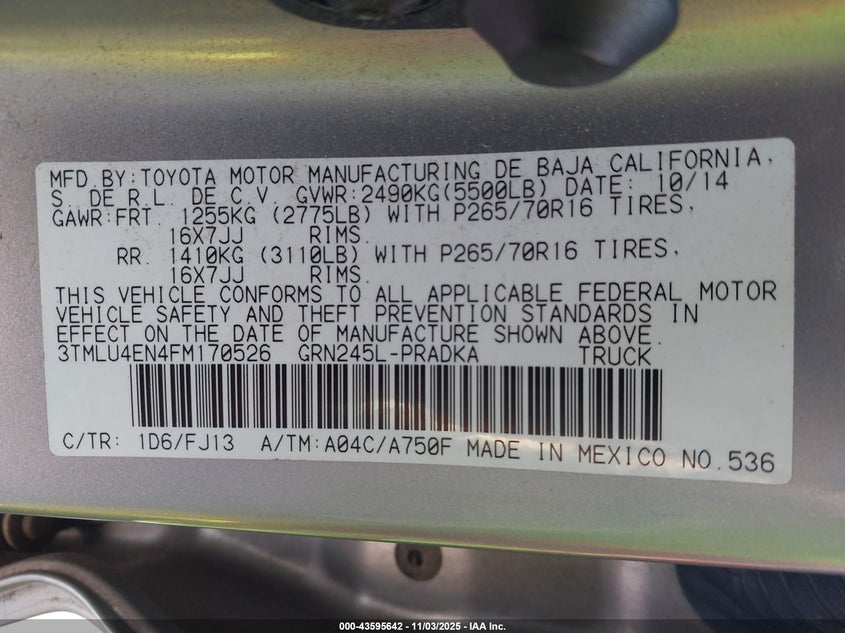 MFD.BY:TOYOTA MOTOR MANUFACTURING DE BAJA CALIFORNIA,
S. DE R.L. DE C.V. GVWR:2490KG(5500LB) DATE: 10/14
GAWR:FRT. 1255KG (2775LB) WITH P265/70R16 TIRES,
16X7JJ RIMS.
RR. 1410KG (3110LB) WITH P265/70R16 TIRES,
16X7JJ RIMS.
THIS VEHICLE CONFORMS TO ALL APPLICABLE FEDERAL MOTOR
VEHICLE SAFETY AND THEFT PREVENTION STANDARDS IN
EFFECT ON THE DATE OF MANUFACTURE SHOWN ABOVE.
3TMLU4EN4FM170526 GRN245L-PRADKA TRUCK
C/TR: 1D6/FJ13 A/TM:A04C/A750F MADE IN MEXICO NO.536
000-43595642 - 11/03/2025 - IAA Inc.